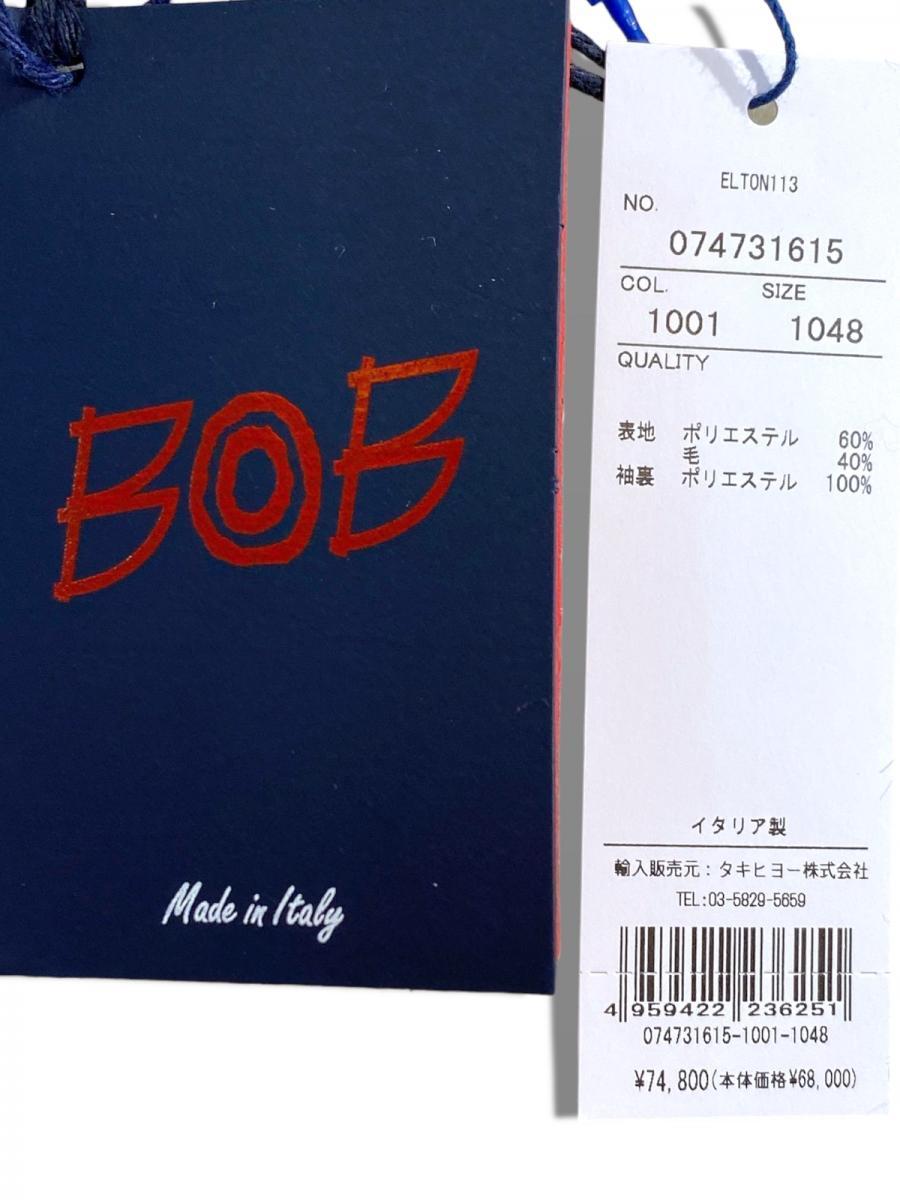 BOB
Made in Italy
ELTON113
NO.
074731615
COL. SIZE
1001 1048
QUALITY
表地 ポリエステル 60%
毛 40%
袖裏 ポリエステル 100%
イタリア製
輸入販売元：タキヒヨー株式会社
TEL:03-5829-5659
4 959422 236251
074731615-1001-1048
¥74,800(本体価格¥68,000)